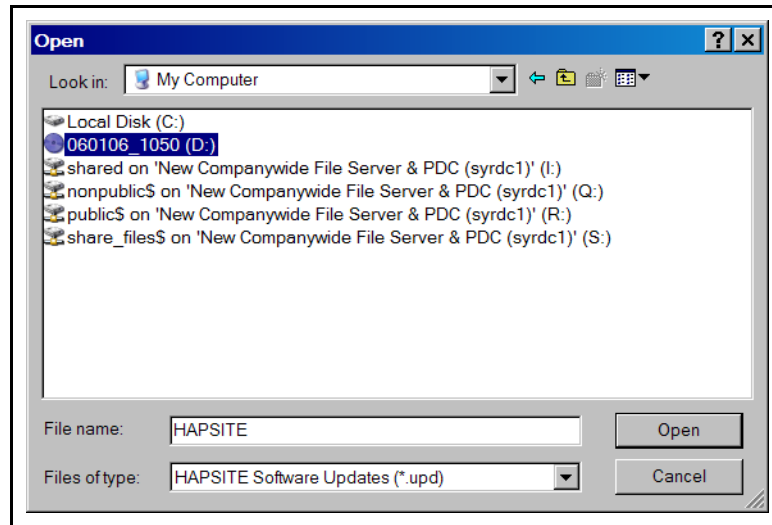 Open
Look in: My Computer
Local Disk (C:)
060106_1050 (D:)
shared on 'New Companywide File Server & PDC (syrdc1)' (I:)
nonpublic$ on 'New Companywide File Server & PDC (syrdc1)' (Q:)
public$ on 'New Companywide File Server & PDC (syrdc1)' (R:)
share_files$ on 'New Companywide File Server & PDC (syrdc1)' (S:)
File name: HAPSITE Open
Files of type: HAPSITE Software Updates (*.upd) Cancel